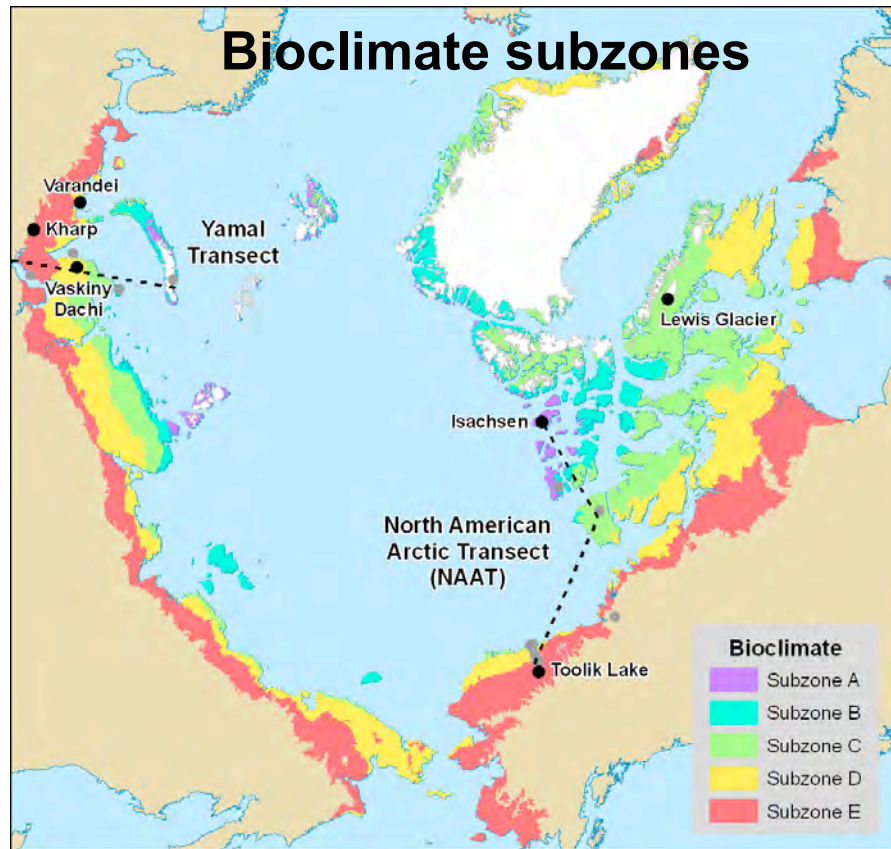 Bioclimate subzones
Varandei
Kharp
Yamal
Transect
Vaskiny
Dachi
Lewis Glacier
Isachsen
North American
Arctic Transect
(NAAT)
Toolik Lake
Bioclimate
Subzone A
Subzone B
Subzone C
Subzone D
Subzone E